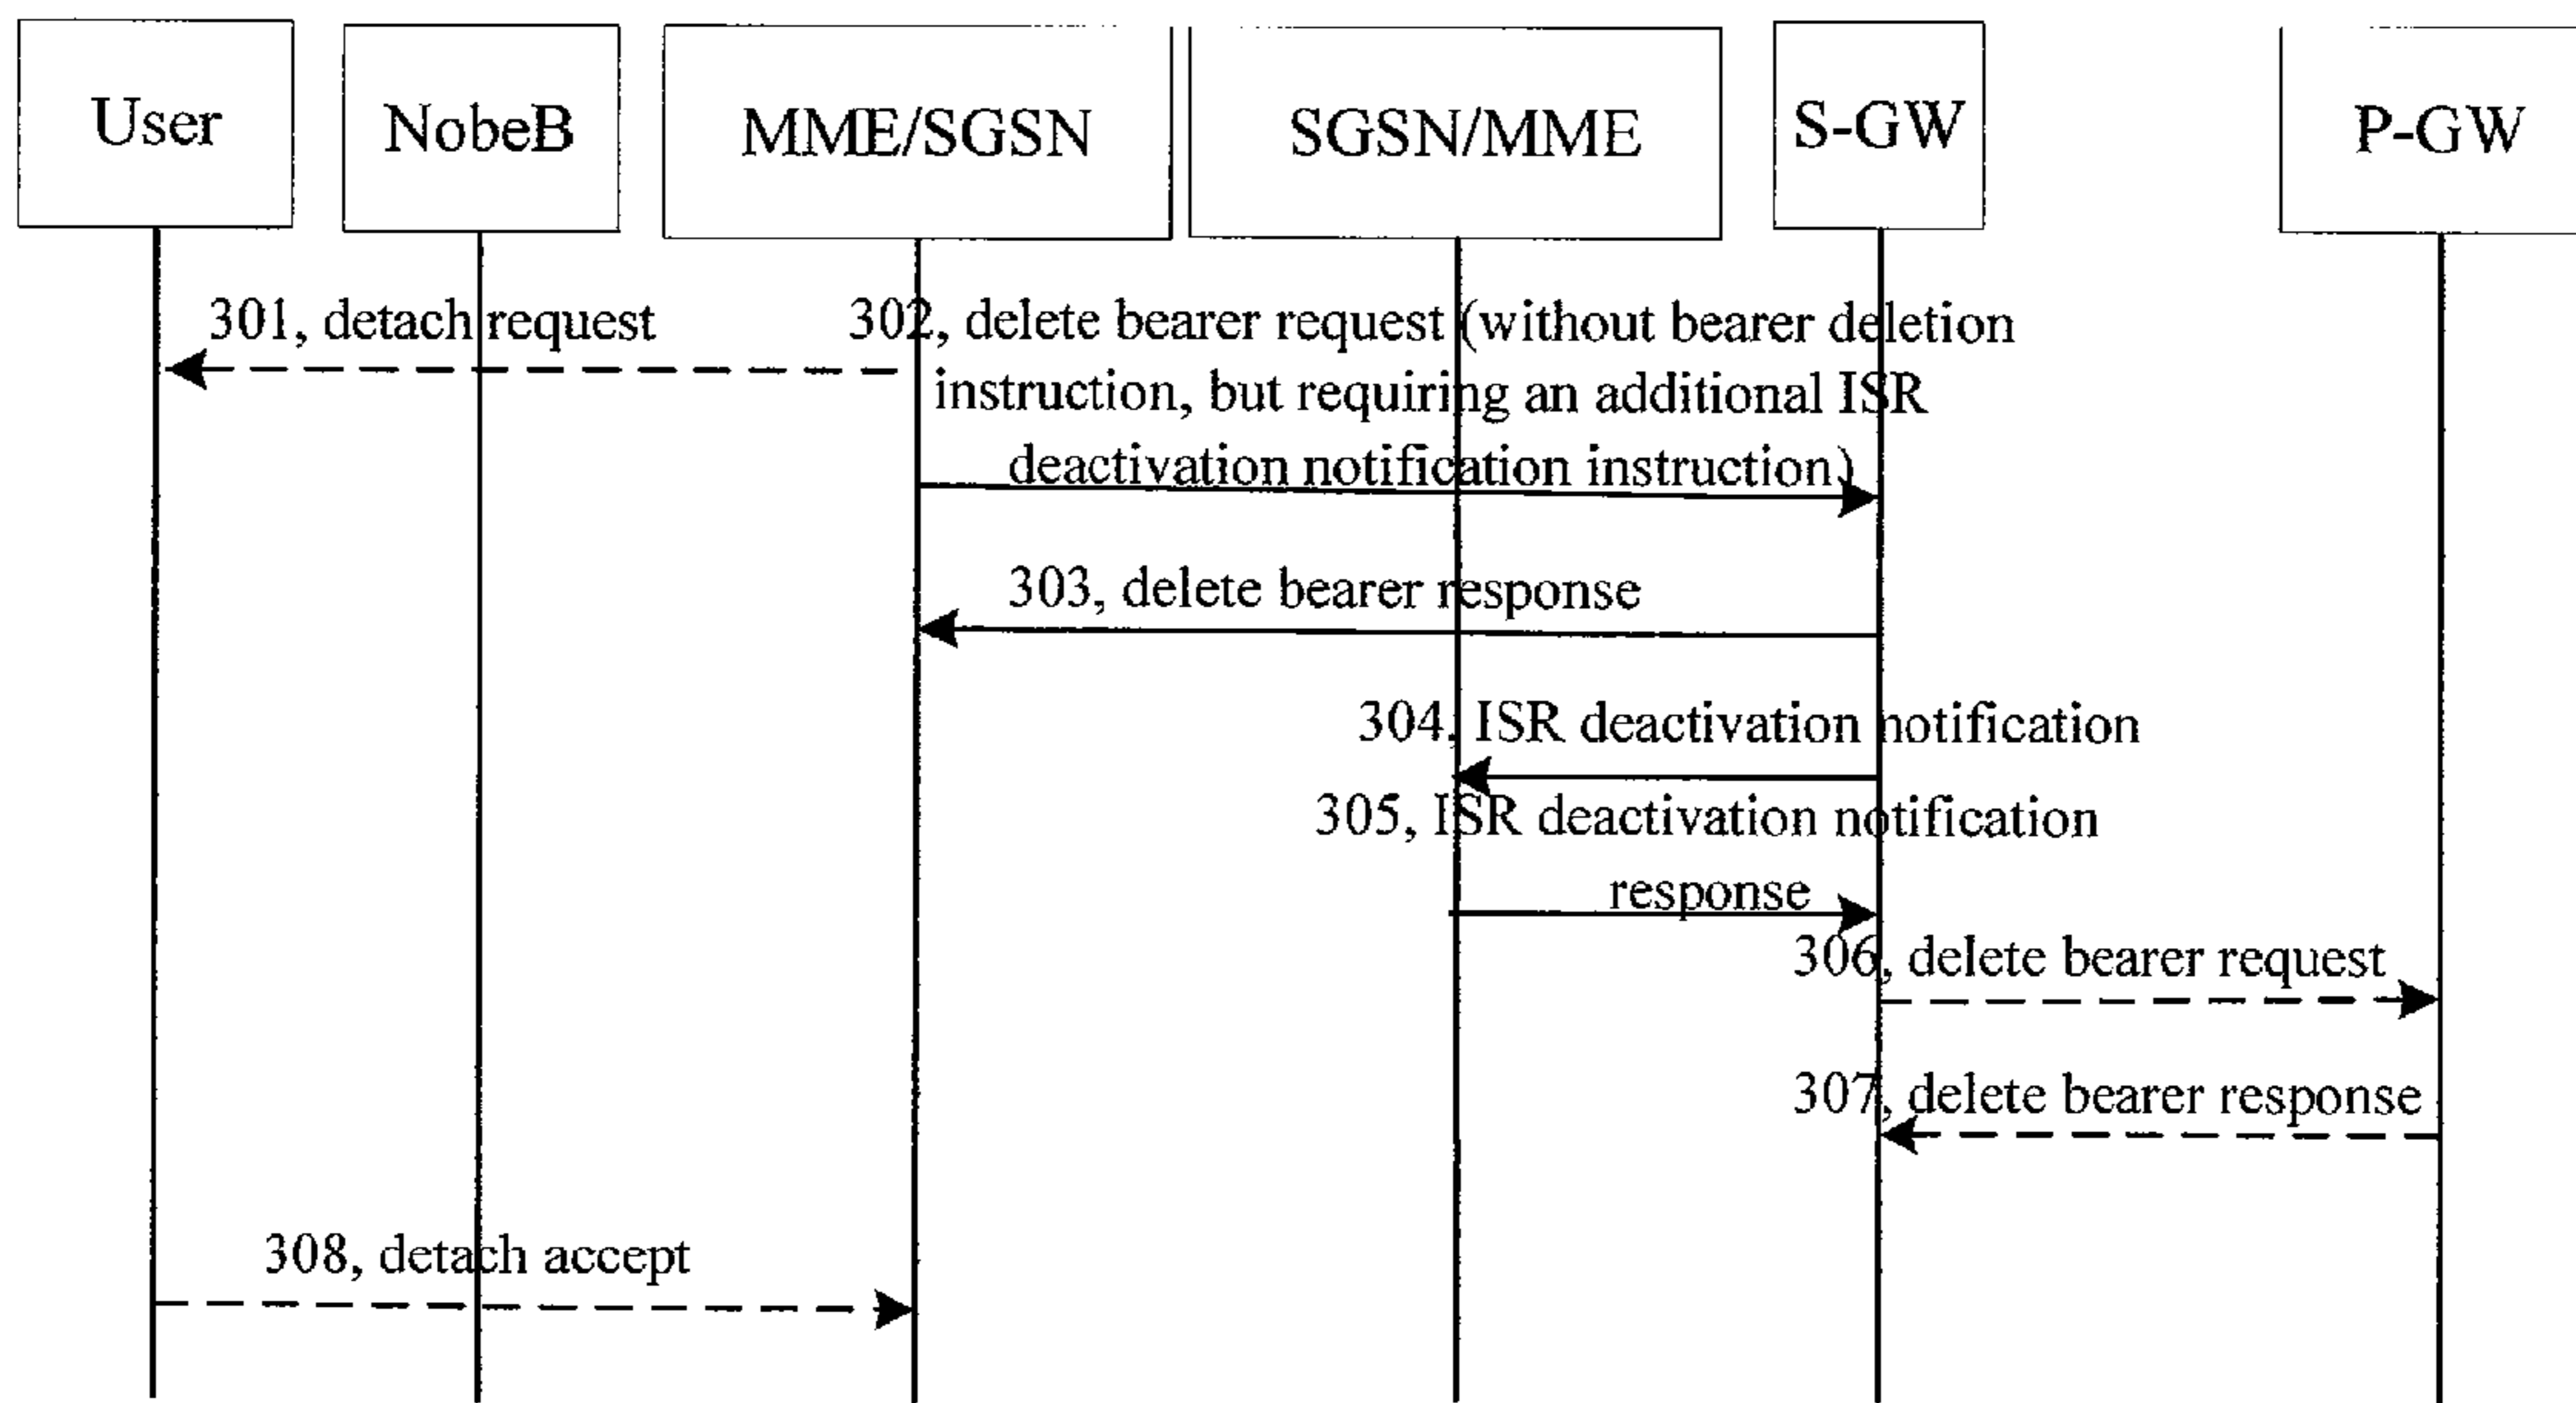 User
NobeB
MME/SGSN
SGSN/MME
S-GW
P-GW
301, detach request
302, delete bearer request (without bearer deletion
instruction, but requiring an additional ISR
deactivation notification instruction)
303, delete bearer response
304, ISR deactivation notification
305, ISR deactivation notification
response
306, delete bearer request
307, delete bearer response
308, detach accept